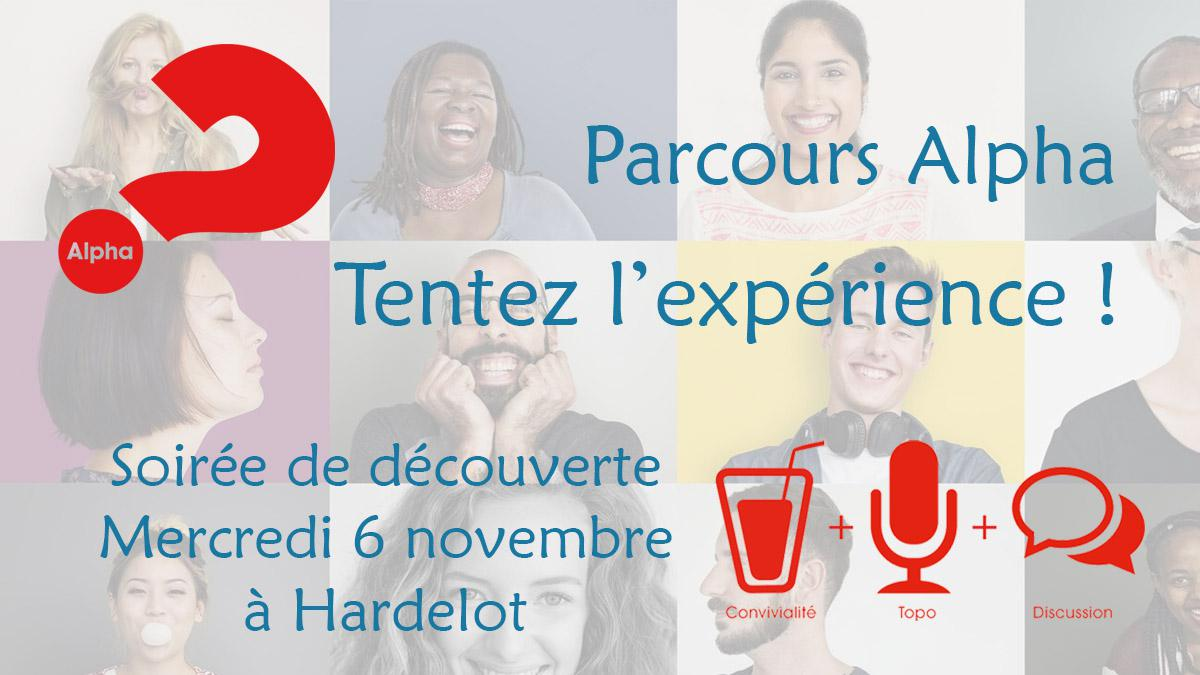 Alpha
Parcours Alpha
Tentez l’expérience !
Soirée de découverte
Mercredi 6 novembre
à Hardelot
+ +
Convivialité Topo Discussion